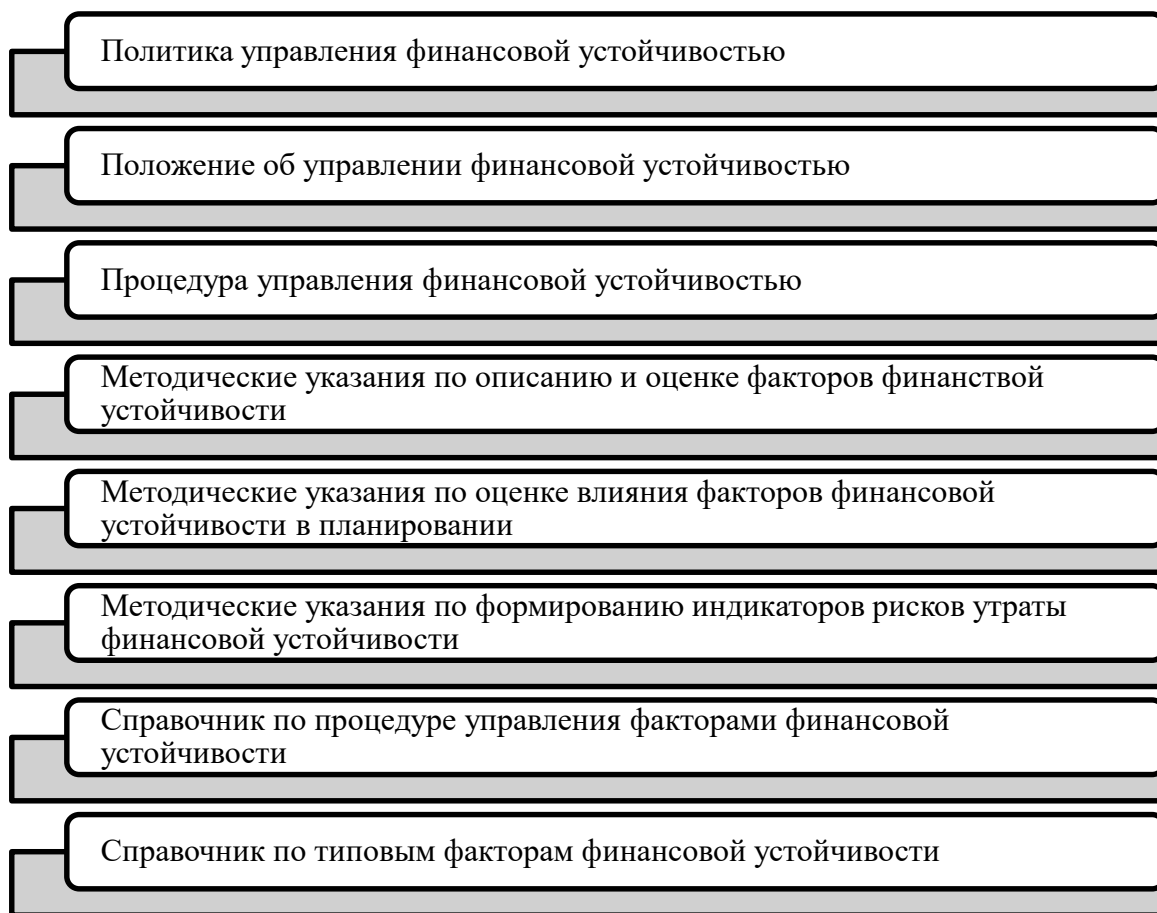 Политика управления финансовой устойчивостью
Положение об управлении финансовой устойчивостью
Процедура управления финансовой устойчивостью
Методические указания по описанию и оценке факторов финанствой
устойчивости
Методические указания по оценке влияния факторов финансовой
устойчивости в планировании
Методические указания по формированию индикаторов рисков утраты
финансовой устойчивости
Справочник по процедуре управления факторами финансовой
устойчивости
Справочник по типовым факторам финансовой устойчивости